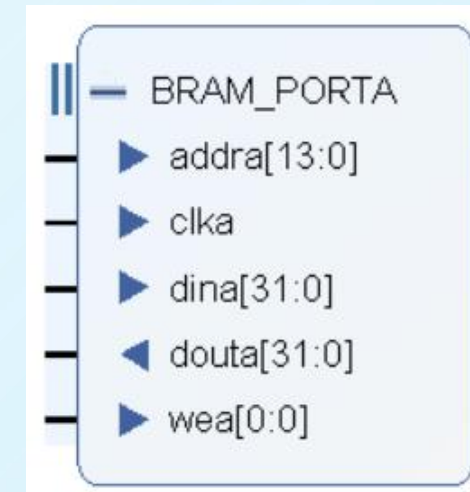 BRAM_PORTA
addra[13:0]
clka
dina[31:0]
douta[31:0]
wea[0:0]